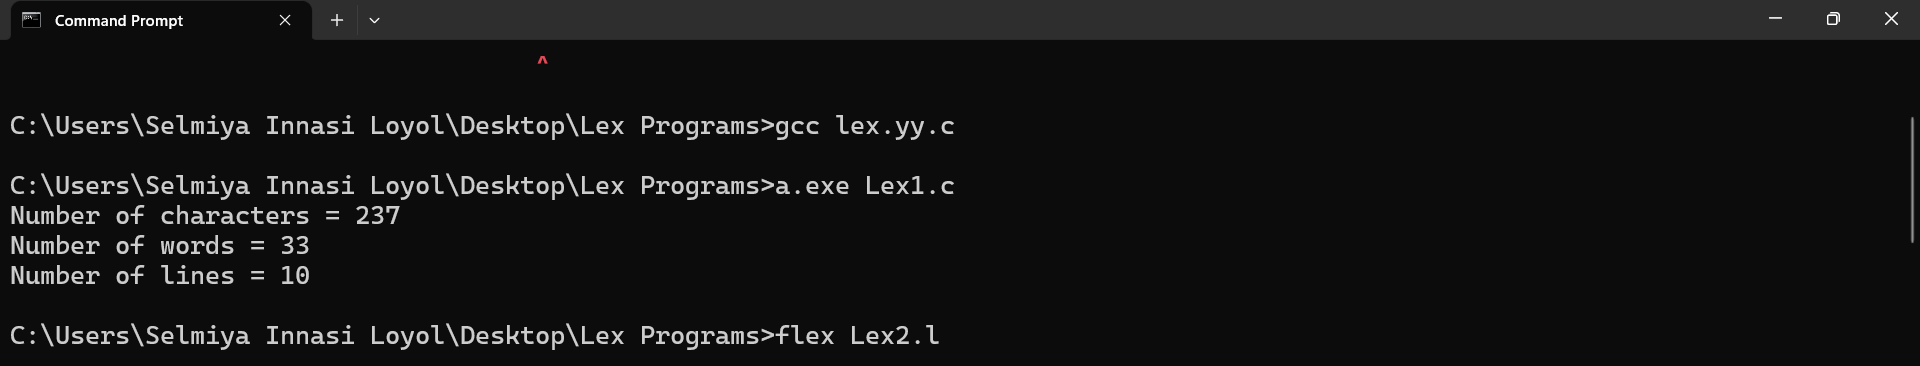 Command Prompt
^
C:\Users\Selmiya Innasi Loyol\Desktop\Lex Programs>gcc lex.yy.c
C:\Users\Selmiya Innasi Loyol\Desktop\Lex Programs>a.exe Lex1.c
Number of characters = 237
Number of words = 33
Number of lines = 10
C:\Users\Selmiya Innasi Loyol\Desktop\Lex Programs>flex Lex2.l